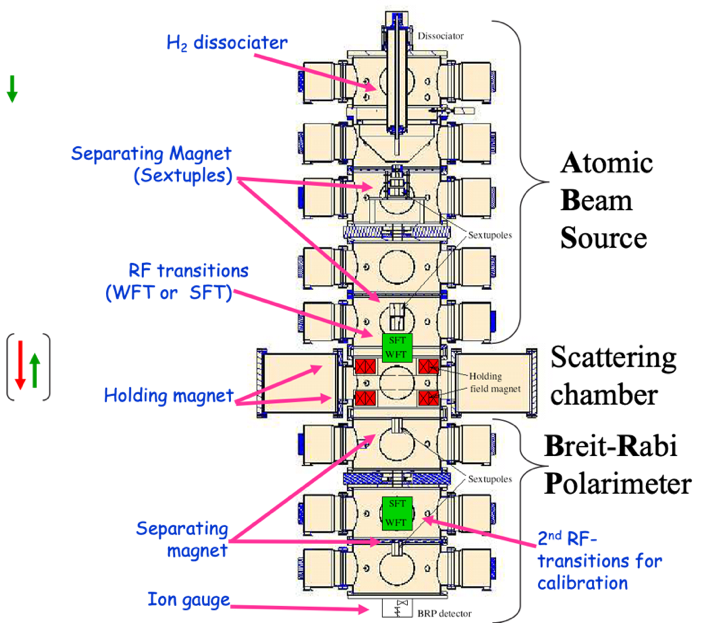 H2 dissociater
Dissociator
Separating Magnet
(Sextuples)
Atomic
Beam
Source
Sextupoles
RF transitions
(WFT or SFT)
SFT
WFT
Scattering
chamber
Holding
field magnet
Holding magnet
Breit-Rabi
Polarimeter
Sextupoles
SFT
WFT
Separating
magnet
2nd RF-
transitions for
calibration
Ion gauge
BRP detector